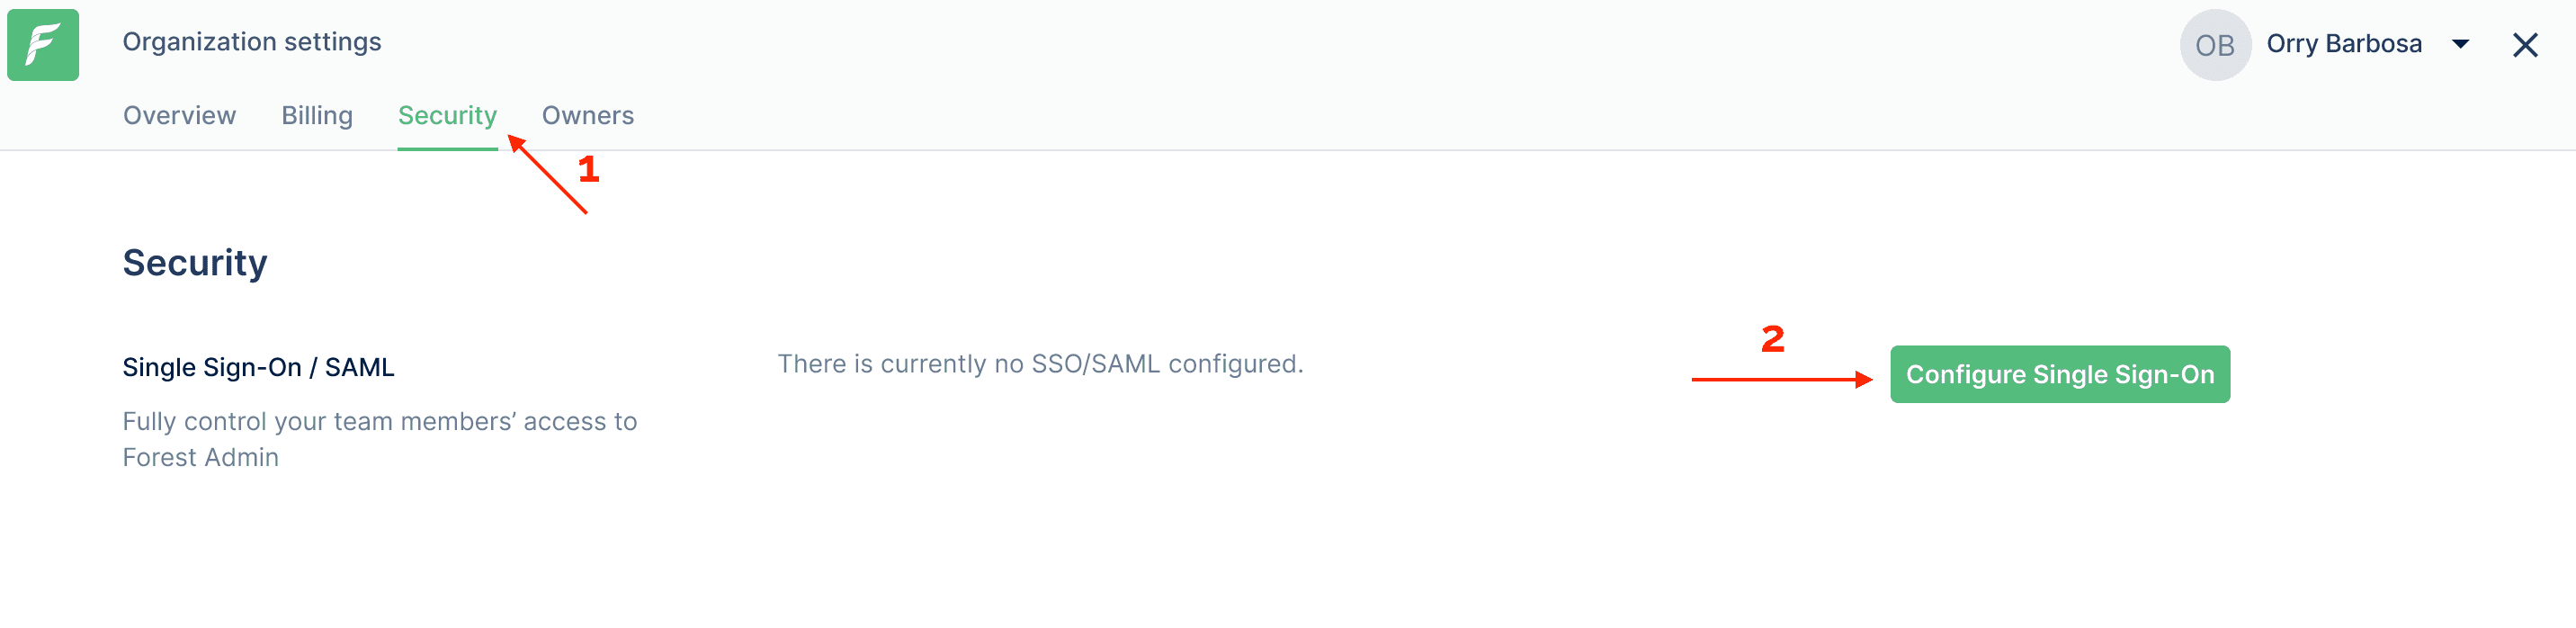 Organization settings
OB Orry Barbosa
Overview Billing Security Owners
1
Security
2
Single Sign-On / SAML
There is currently no SSO/SAML configured.
Configure Single Sign-On
Fully control your team members’ access to
Forest Admin